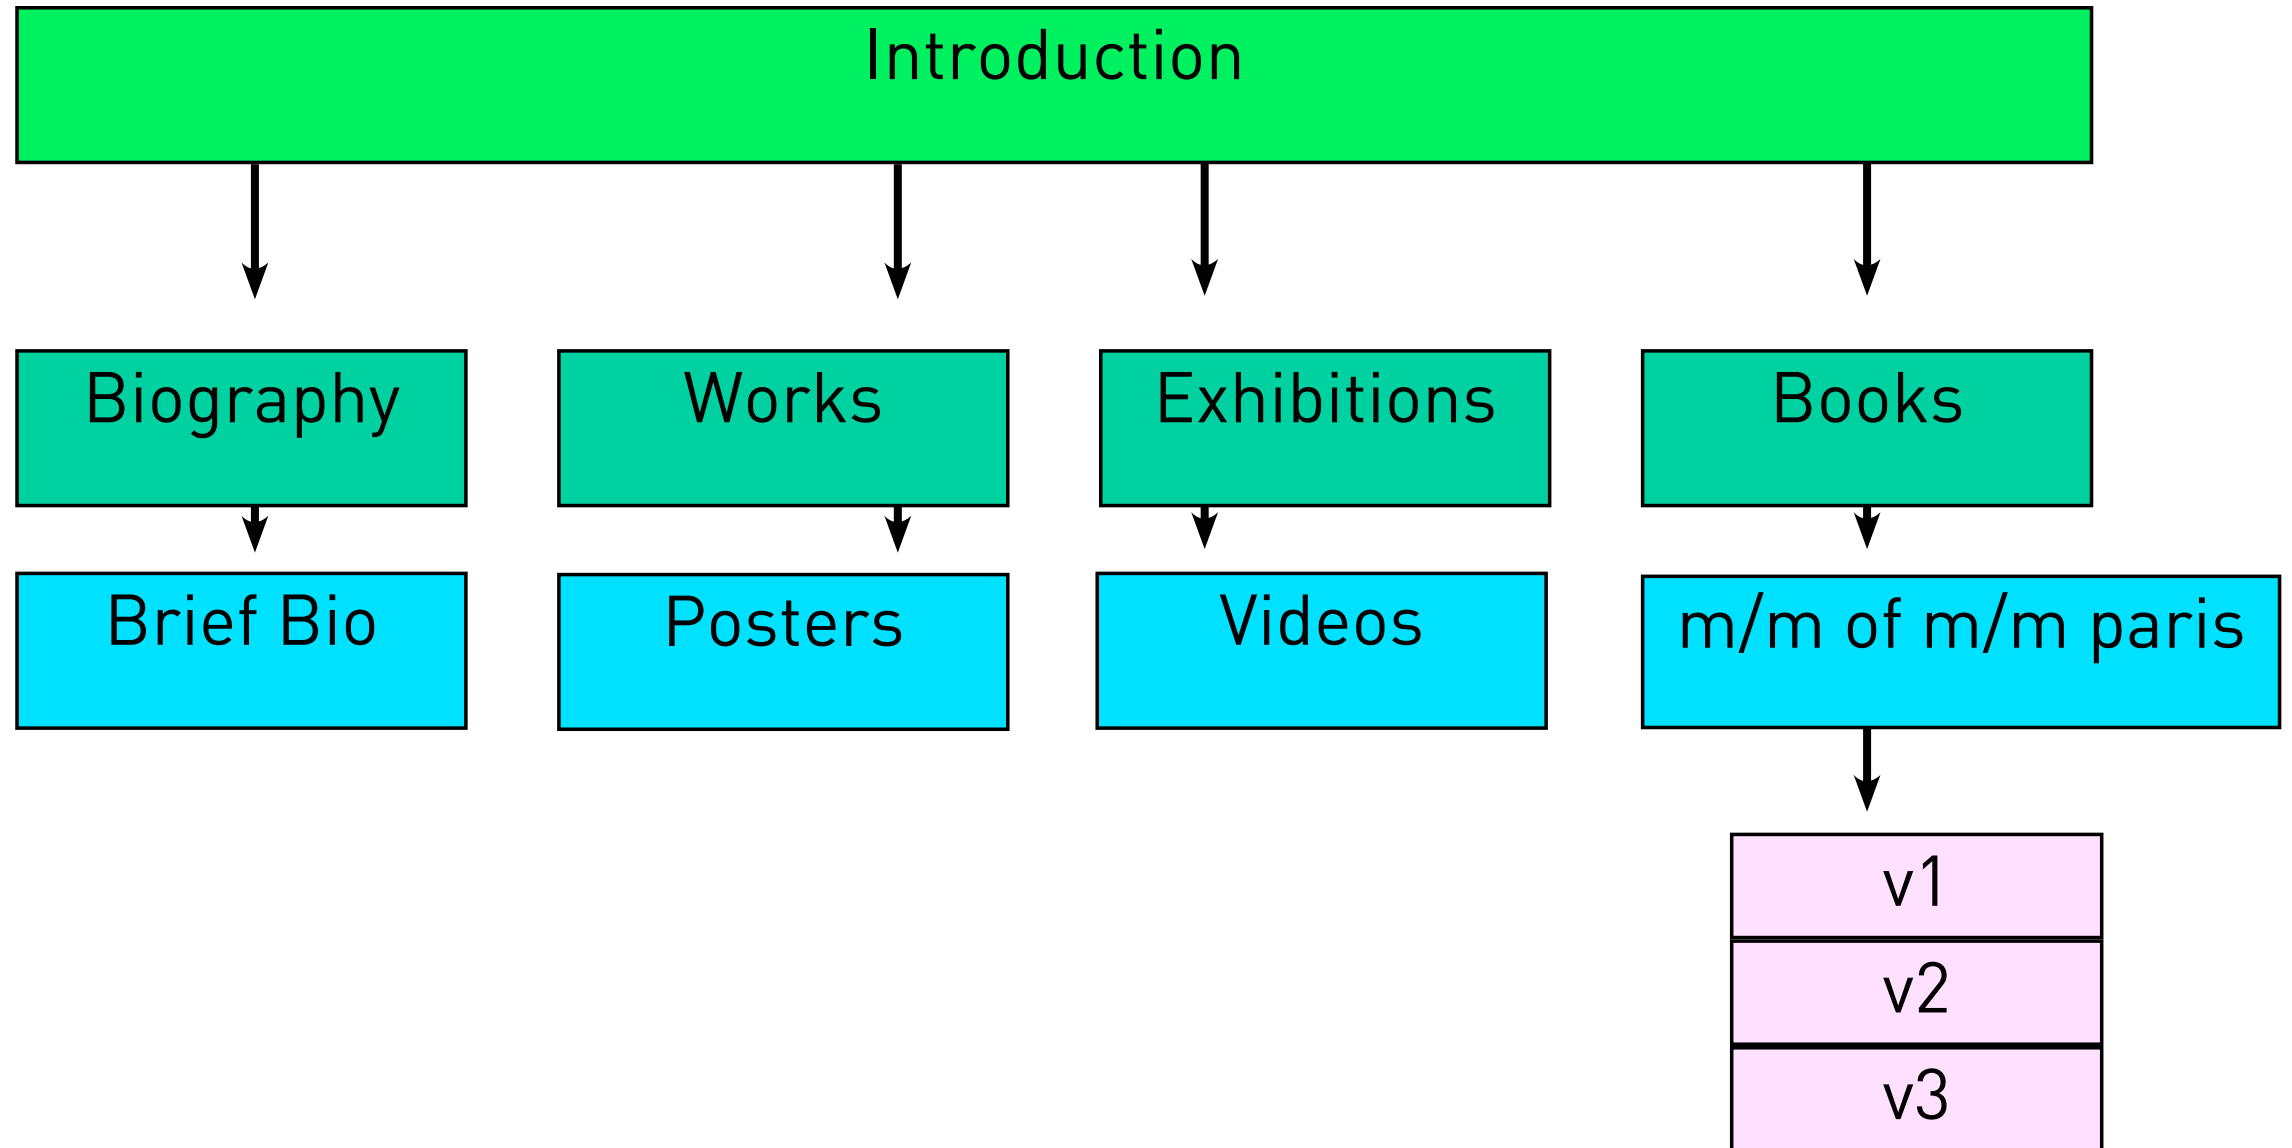 Introduction
Biography
Works
Exhibitions
Books
Brief Bio
Posters
Videos
m/m of m/m paris
v1
v2
v3